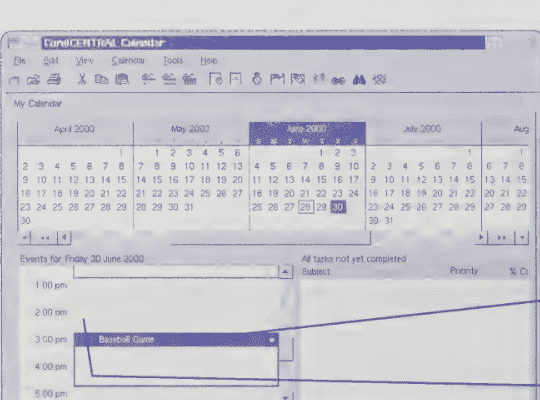 FundCENTRAL Calendar
File Edit View Calendar Tools Help
My Calendar
April 2000 May 2000 June 2000 July 2000 Aug
S M T W T F S
1 1 2 3 4 5 6 1 2 3 1 1
2 3 4 5 6 7 8 7 8 9 10 11 12 13 4 5 6 7 8 9 10 2 3 4 5 6 7 8 6 7 8
9 10 11 12 13 14 15 14 15 16 17 18 19 20 11 12 13 14 15 16 17 9 10 11 12 13 14 15 13 14 15
16 17 18 19 20 21 22 21 22 23 24 25 26 27 18 19 20 21 22 23 24 16 17 18 19 20 21 22 20 21 22
23 24 25 26 27 28 29 28 29 30 31 25 26 27 28 29 30 23 24 25 26 27 28 29 27 28 29
30 30 31
Events for Friday 30 June 2000 All tasks not yet completed
Subject Priority % Co
1:00 pm
2:00 pm
3:00 pm Baseball Game
4:00 pm
5:00 pm